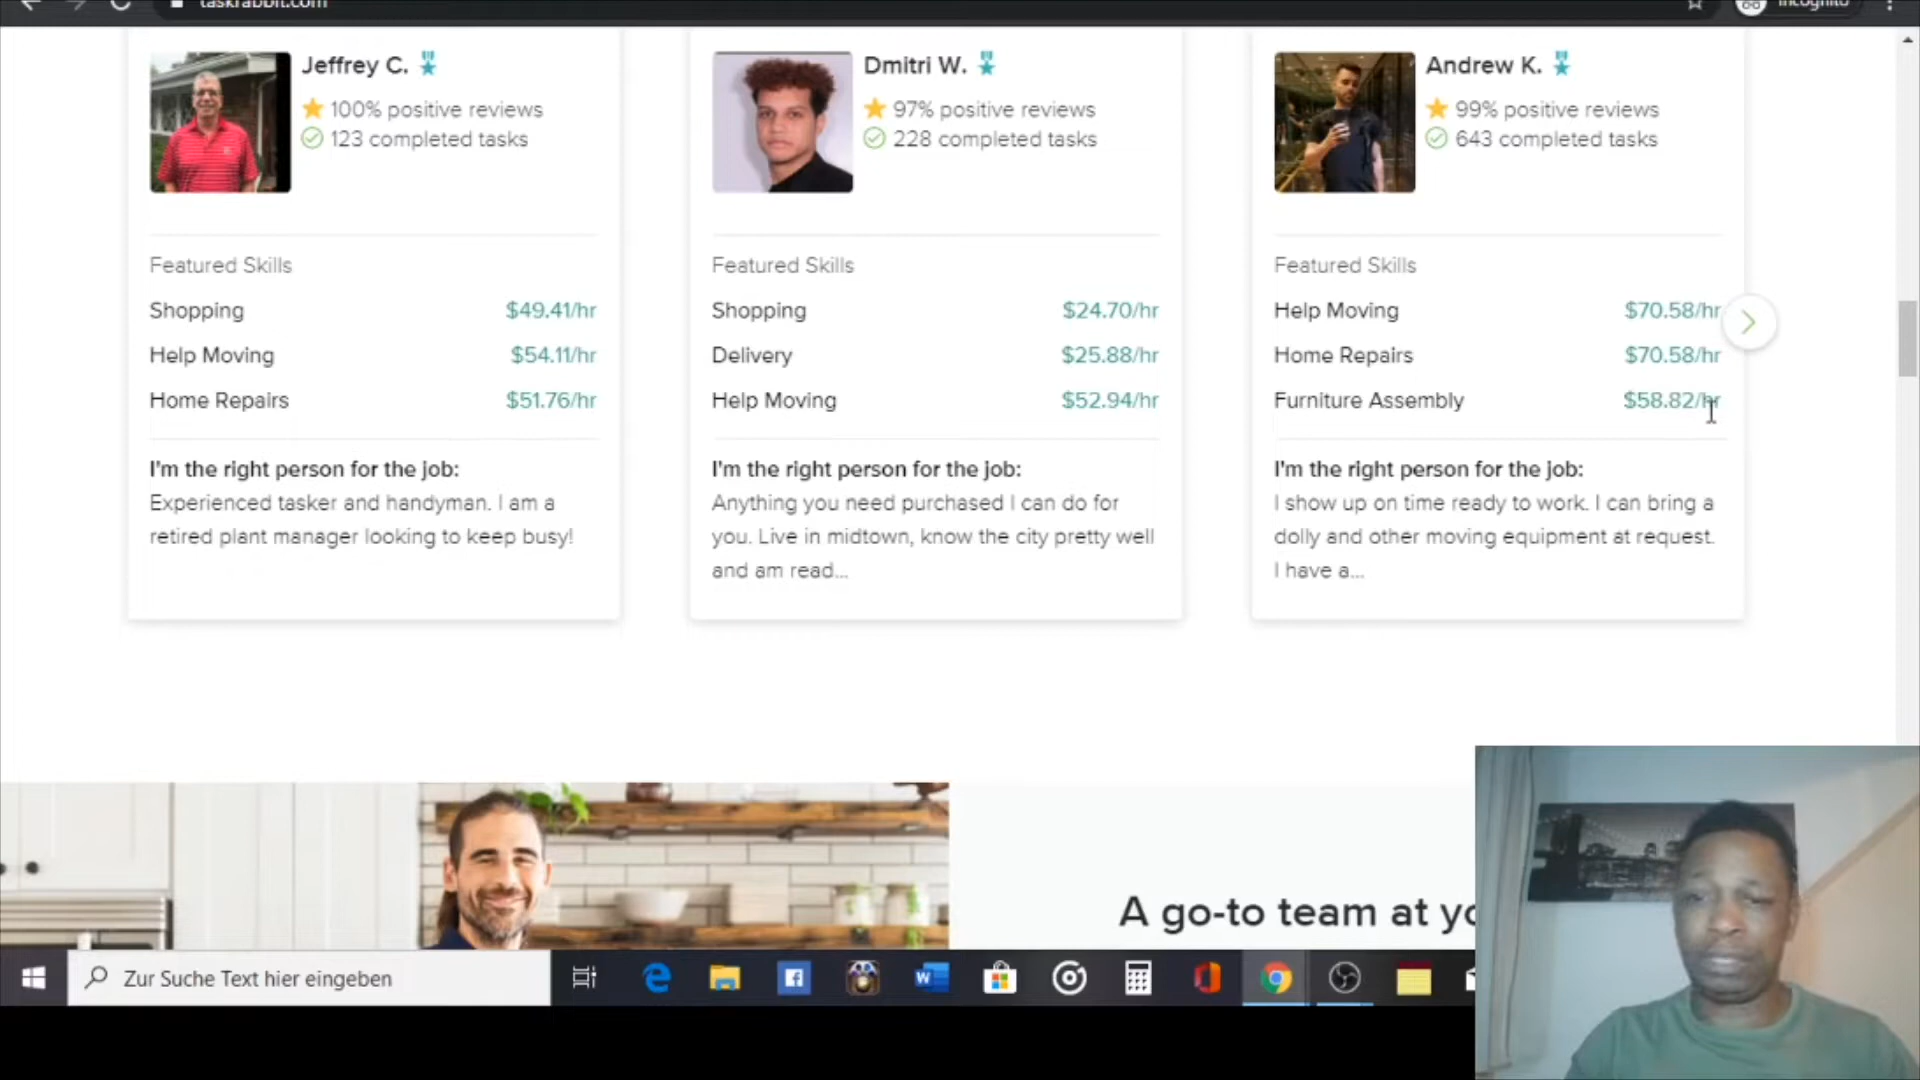 taskrabbit.com
Incognito
Jeffrey C.
100% positive reviews
123 completed tasks
Featured Skills
Shopping $49.41/hr
Help Moving $54.11/hr
Home Repairs $51.76/hr
I'm the right person for the job:
Experienced tasker and handyman. I am a
retired plant manager looking to keep busy!
Dmitri W.
97% positive reviews
228 completed tasks
Featured Skills
Shopping $24.70/hr
Delivery $25.88/hr
Help Moving $52.94/hr
I'm the right person for the job:
Anything you need purchased I can do for
you. Live in midtown, know the city pretty well
and am read...
Andrew K.
99% positive reviews
643 completed tasks
Featured Skills
Help Moving $70.58/hr
Home Repairs $70.58/hr
Furniture Assembly $58.82/hr
I'm the right person for the job:
I show up on time ready to work. I can bring a
dolly and other moving equipment at request.
I have a...
A go-to team at yo
Zur Suche Text hier eingeben